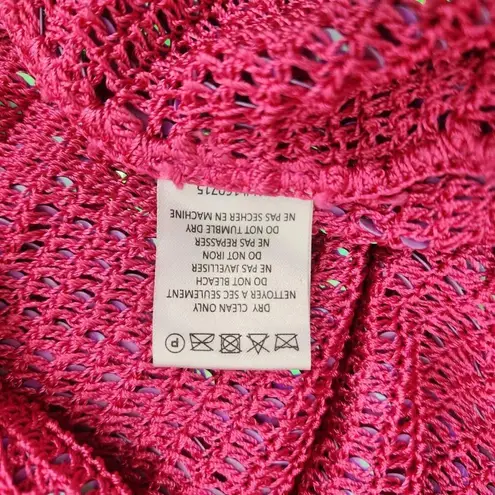 P
DRY CLEAN ONLY
NETTOYER A SEC SEULEMENT
DO NOT BLEACH
NE PAS JAVELLISER
DO NOT IRON
NE PAS REPASSER
DO NOT TUMBLE DRY
NE PAS SECHER EN MACHINE